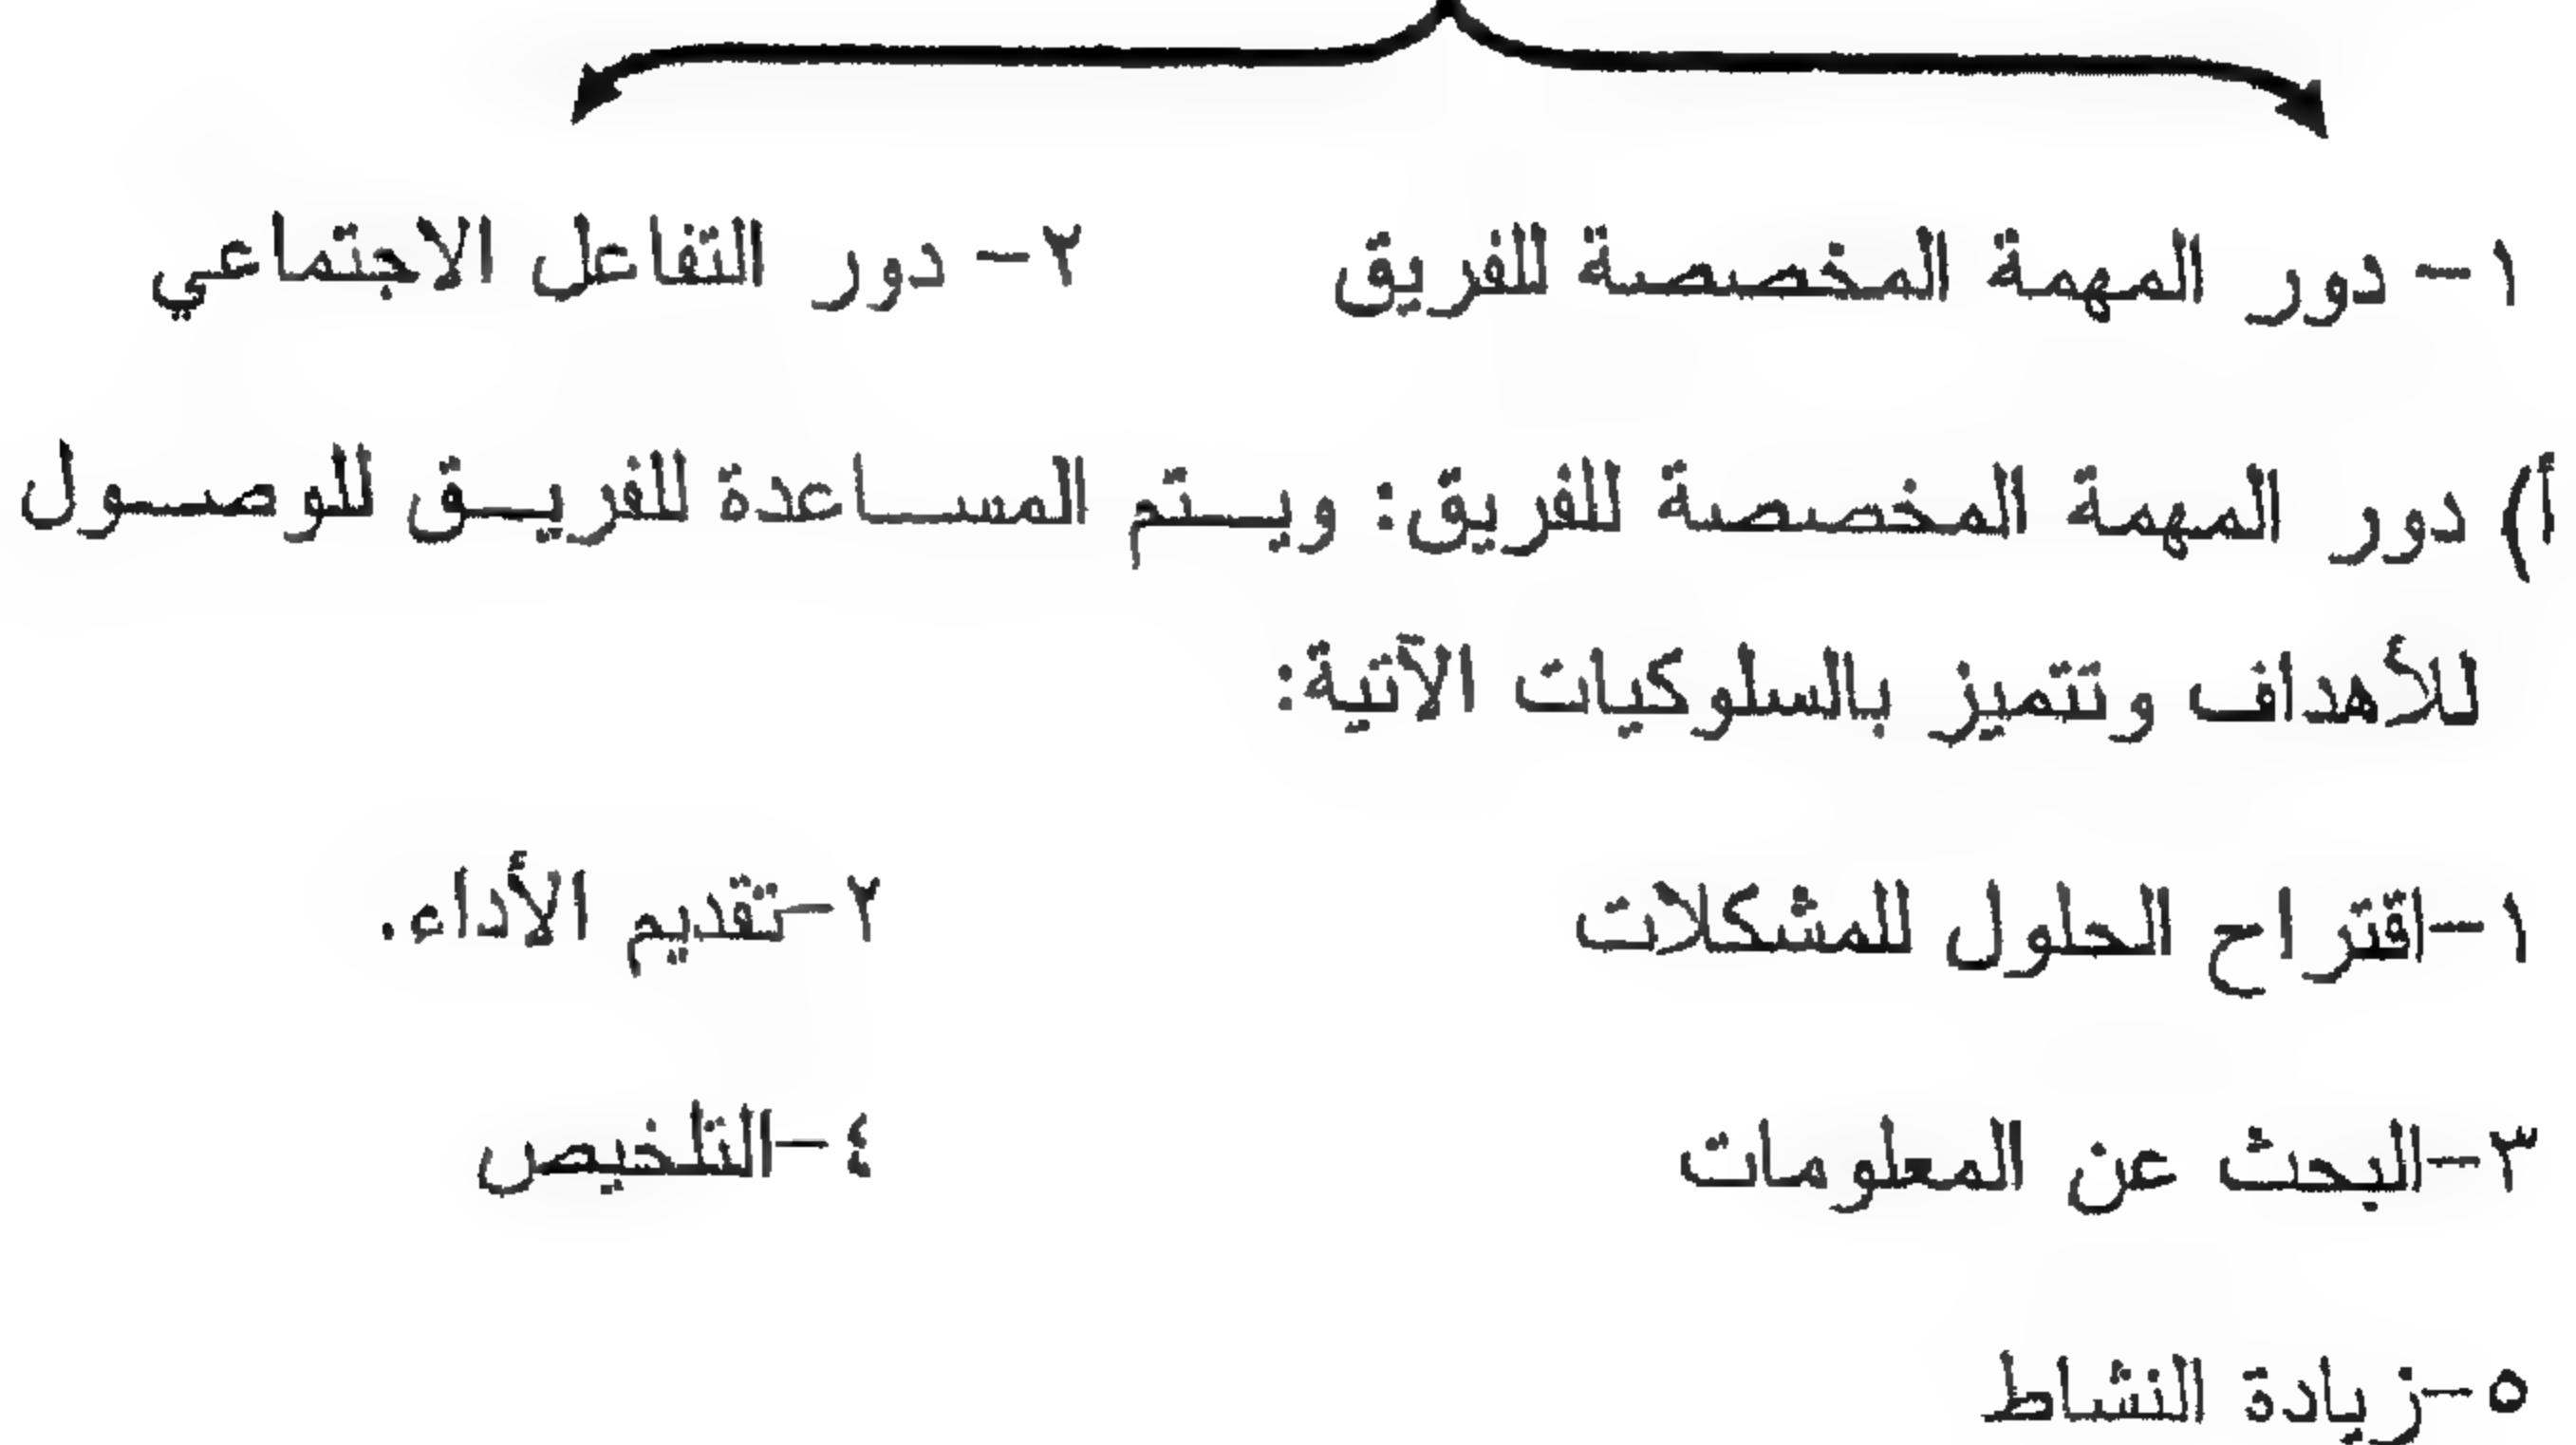 ١- دور المهمة المخصصة للفريق ٢- دور التفاعل الاجتماعي
أ) دور المهمة المخصصة للفريق: ويتم المساعدة للفريق للوصول
للأهداف وتتميز بالسلوكيات الآتية:
١-اقتراح الحلول للمشكلات ٢-تقديم الأداء.
٣-البحث عن المعلومات ٤-التلخيص
٥-زيادة النشاط